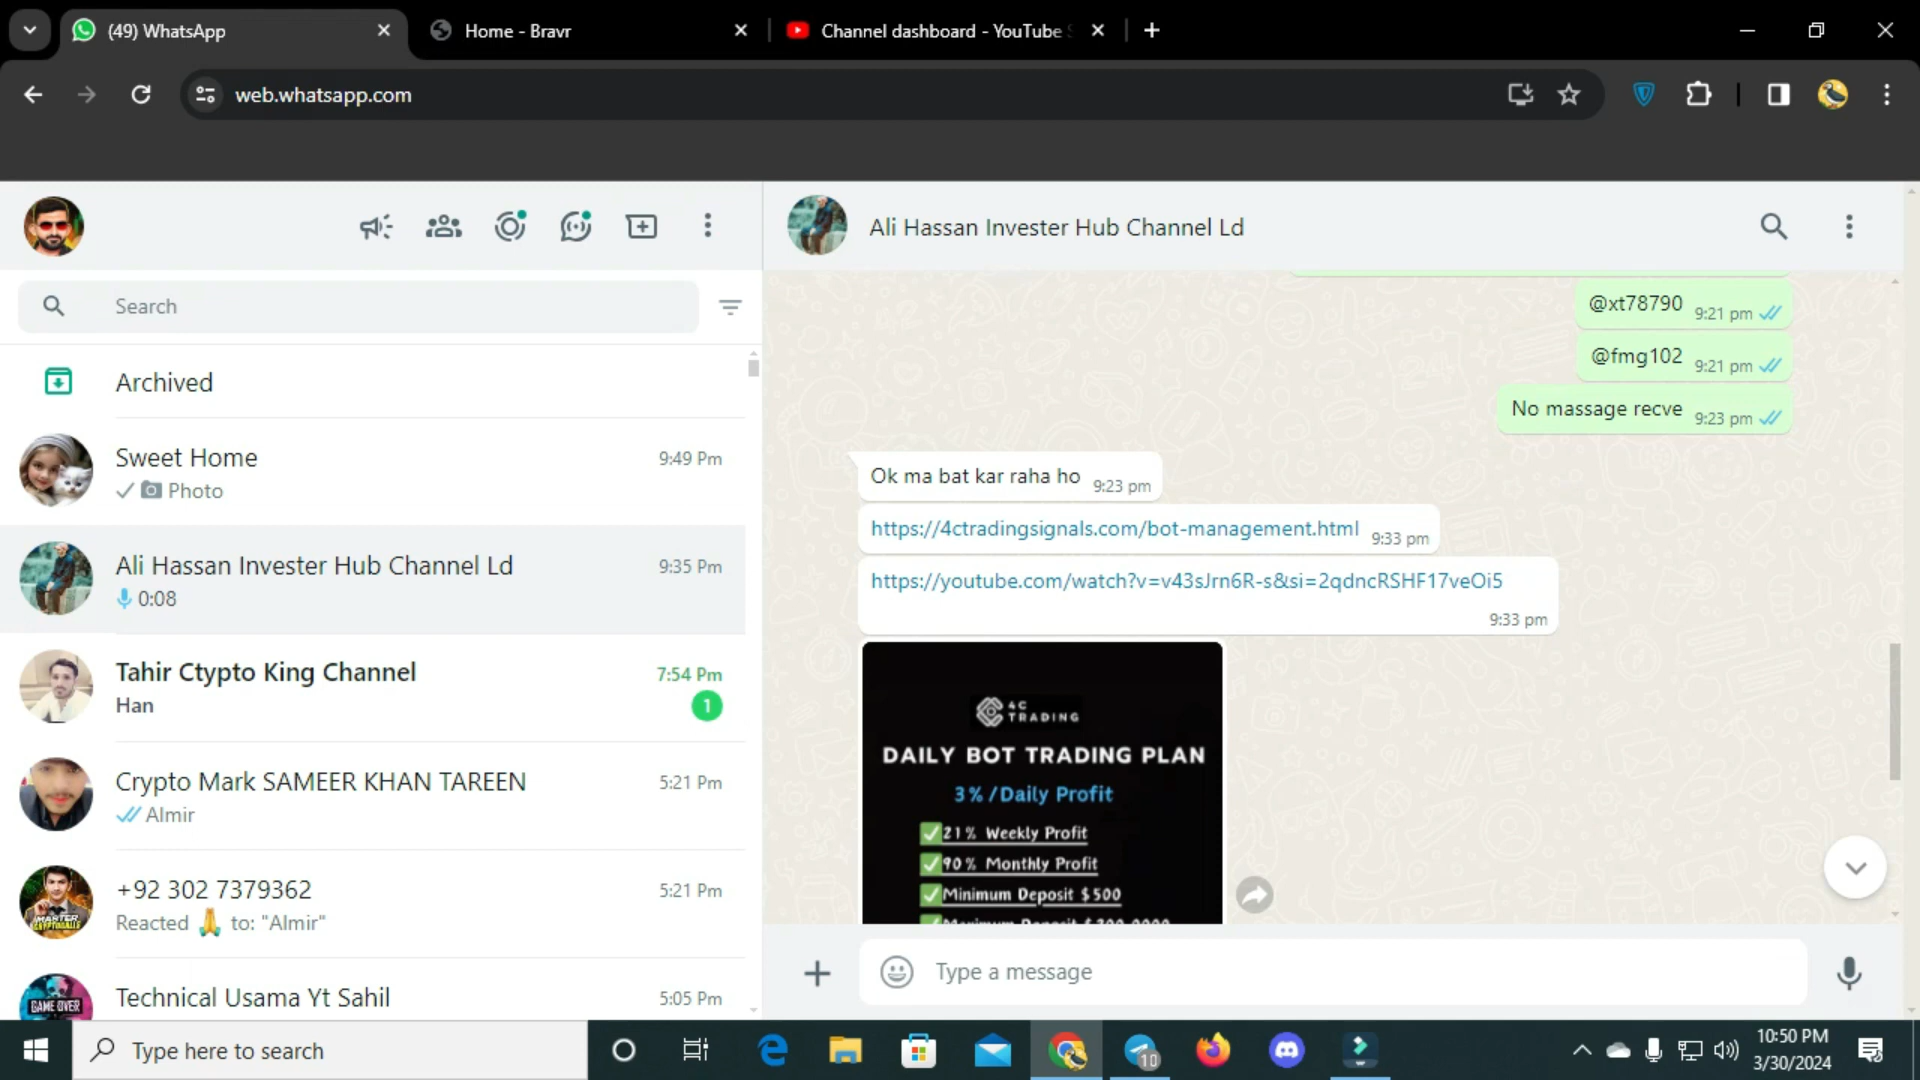 (49) WhatsApp
Home - Bravr
Channel dashboard - YouTube
web.whatsapp.com
Search
Archived
Sweet Home
9:49 Pm
Photo
Ali Hassan Invester Hub Channel Ld
9:35 Pm
0:08
Tahir Ctypto King Channel
7:54 Pm
Han
1
Crypto Mark SAMEER KHAN TAREEN
5:21 Pm
Almir
+92 302 7379362
5:21 Pm
Reacted 🙏 to: "Almir"
Technical Usama Yt Sahil
5:05 Pm
GAME OVER
Ali Hassan Invester Hub Channel Ld
@xt78790 9:21 pm
@fmg102 9:21 pm
No massage recve 9:23 pm
Ok ma bat kar raha ho 9:23 pm
https://4ctradingsignals.com/bot-management.html 9:33 pm
https://youtube.com/watch?v=v43sJrn6R-s&si=2qdncRSHF17veOi5
9:33 pm
4C
TRADING
DAILY BOT TRADING PLAN
3% /Daily Profit
✅21% Weekly Profit
✅90% Monthly Profit
✅Minimum Deposit $500
Type a message
Type here to search
10
10:50 PM
3/30/2024